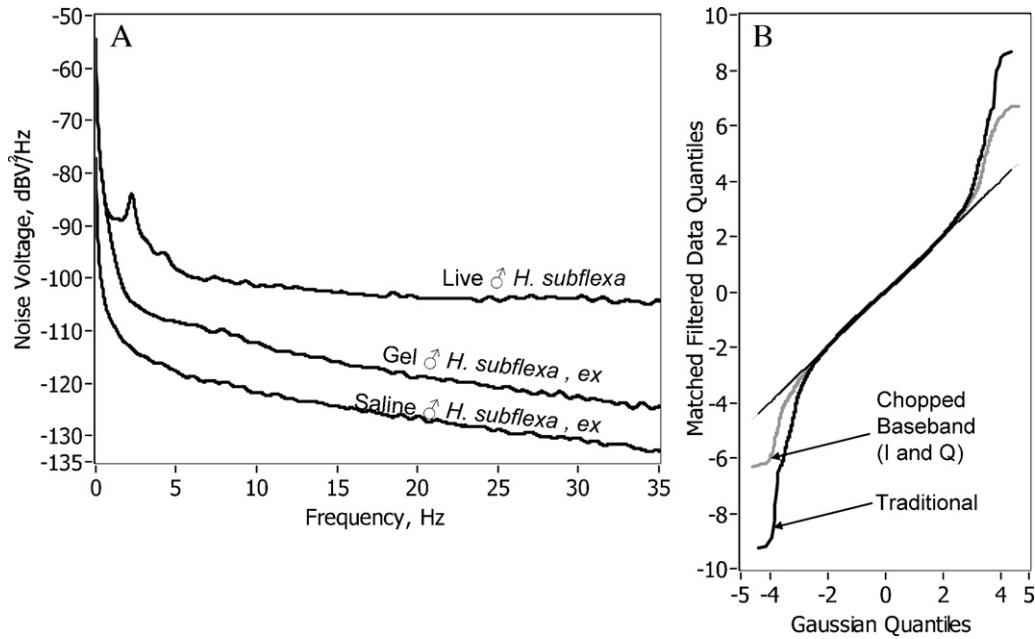 A
Noise Voltage, dBV²/Hz
-50
-60
-70
-80
-90
-100
-110
-120
-130
-135
Live ♂ H. subflexa
Gel ♂ H. subflexa , ex
Saline ♂ H. subflexa , ex
0 5 10 15 20 25 30 35
Frequency, Hz
B
Matched Filtered Data Quantiles
10
8
6
4
2
0
-2
-4
-6
-8
-10
Chopped
Baseband
(I and Q)
Traditional
-5 -4 -2 0 2 4 5
Gaussian Quantiles